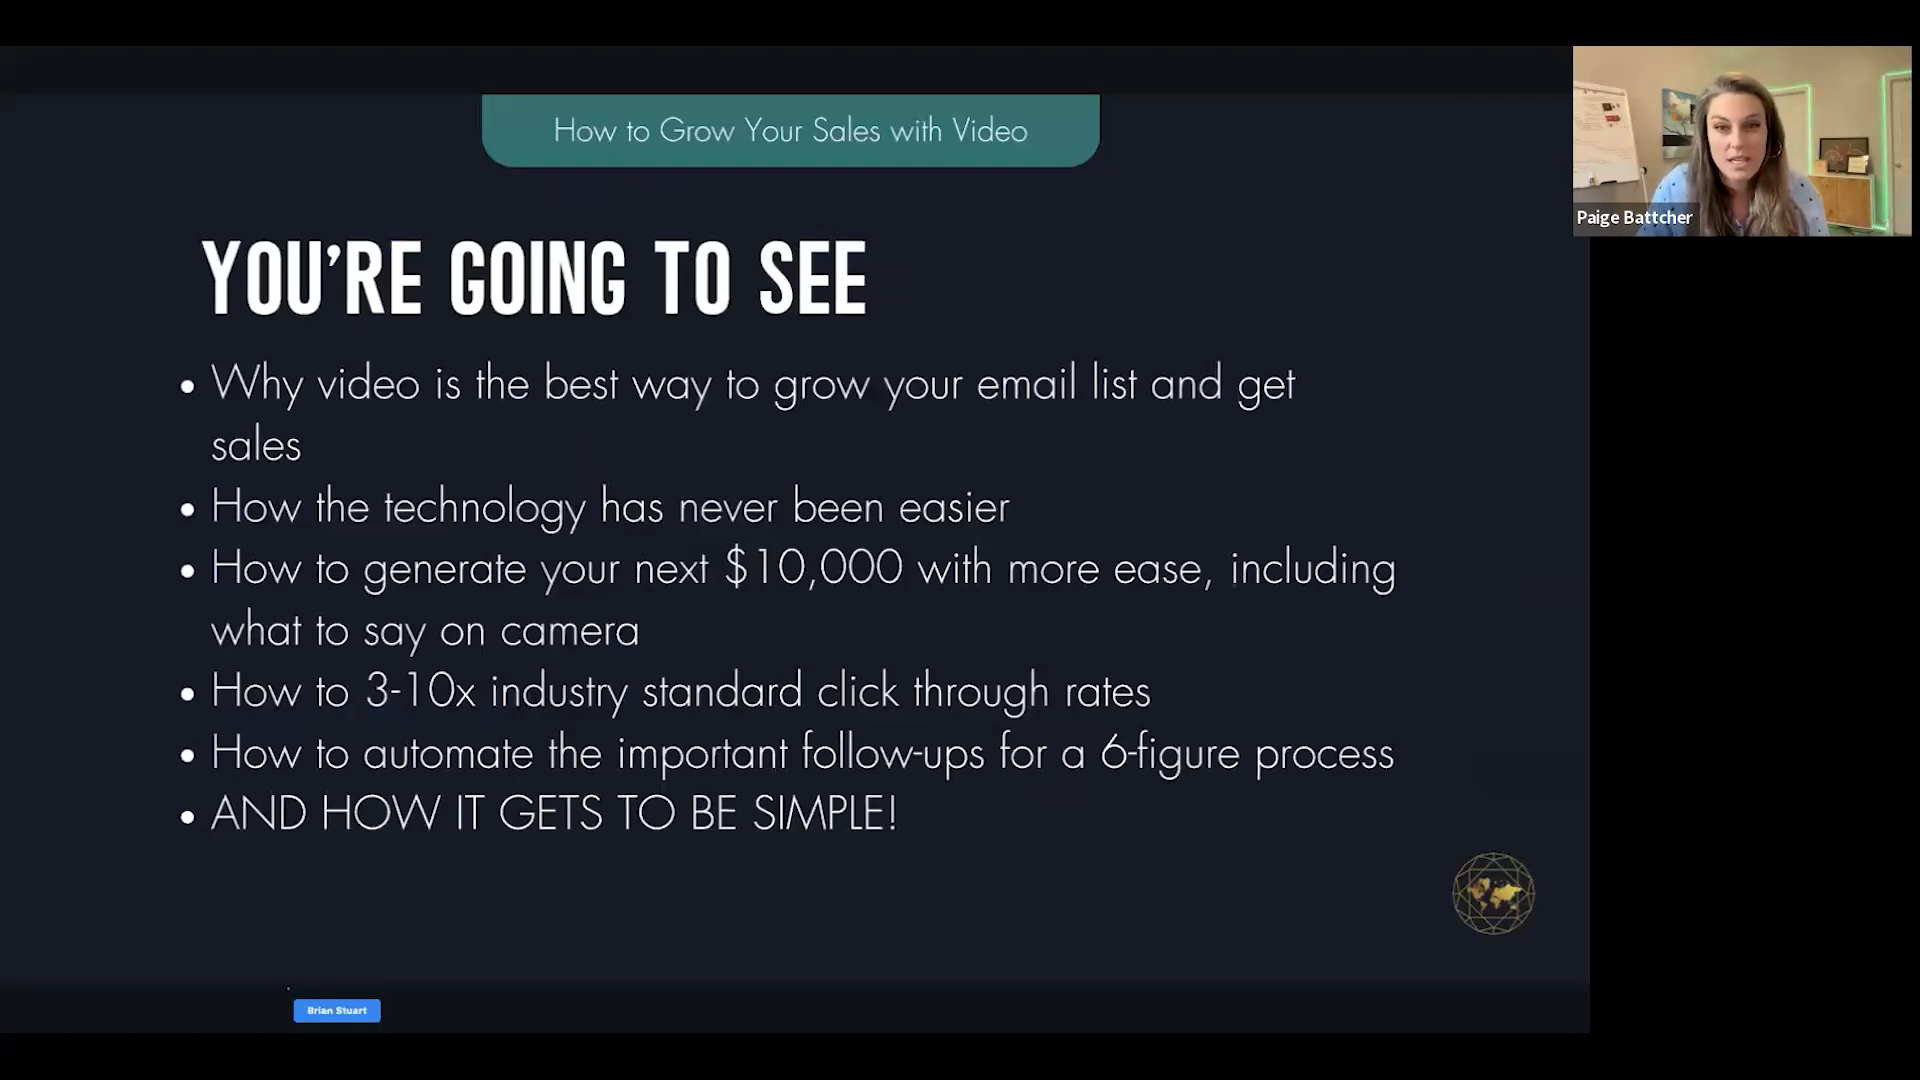 How to Grow Your Sales with Video
YOU'RE GOING TO SEE
• Why video is the best way to grow your email list and get
sales
• How the technology has never been easier
• How to generate your next $10,000 with more ease, including
what to say on camera
• How to 3-10x industry standard click through rates
• How to automate the important follow-ups for a 6-figure process
• AND HOW IT GETS TO BE SIMPLE!
Paige Battcher
Brian Stuart